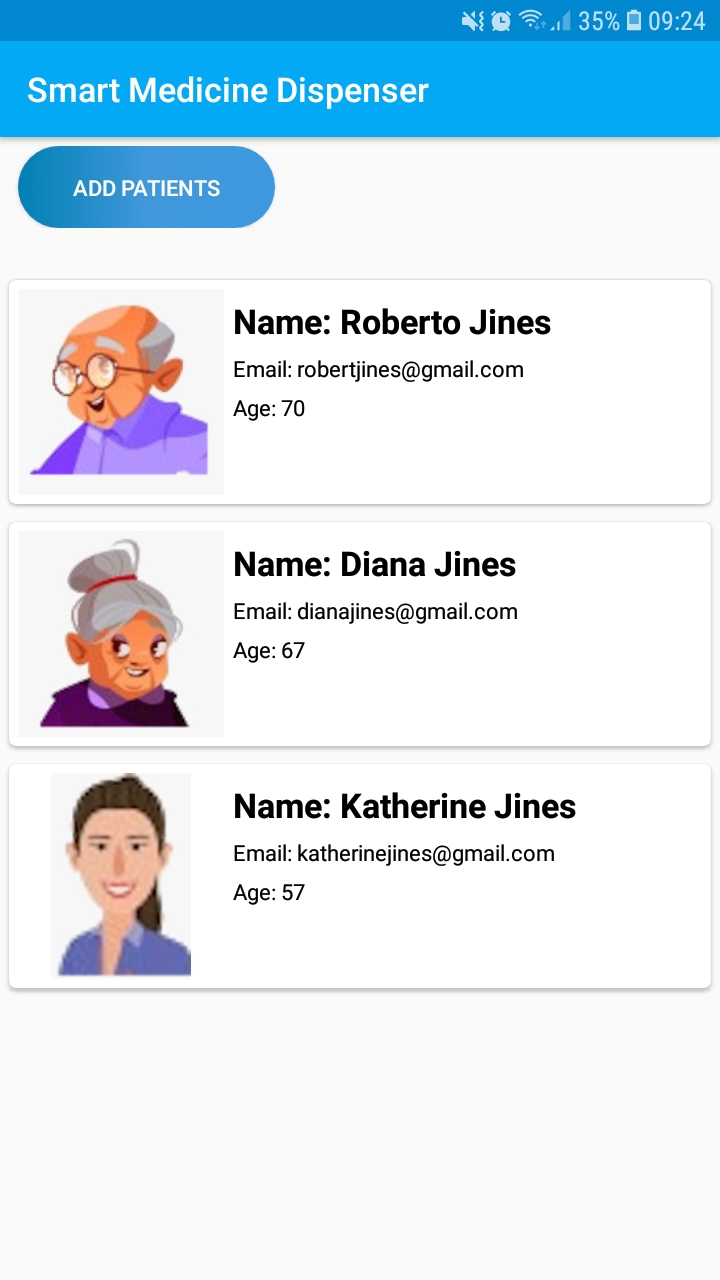 35% 09:24
Smart Medicine Dispenser
ADD PATIENTS
Name: Roberto Jines
Email: robertjines@gmail.com
Age: 70
Name: Diana Jines
Email: dianajines@gmail.com
Age: 67
Name: Katherine Jines
Email: katherinejines@gmail.com
Age: 57